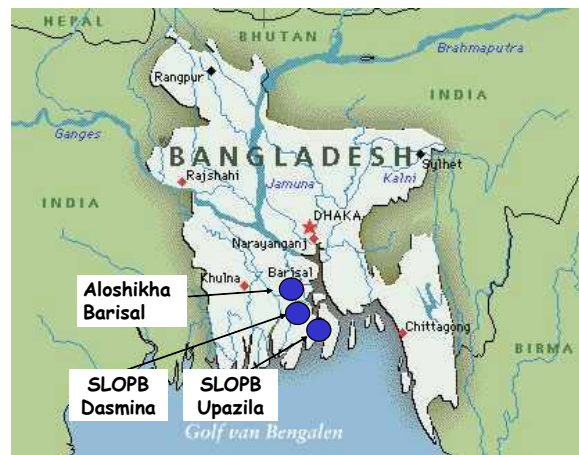 NEPAL
BHUTAN
Brahmaputra
Rangpur
INDIA
Ganges
BANGLADESH
Sylhet
Rajshahi
Jamuna
Kalni
INDIA
DHAKA
Narayanganj
Barisal
Khulna
Aloshikha
Barisal
Chittagong
BIRMA
SLOPB
Dasmina
SLOPB
Upazila
Golf van Bengalen